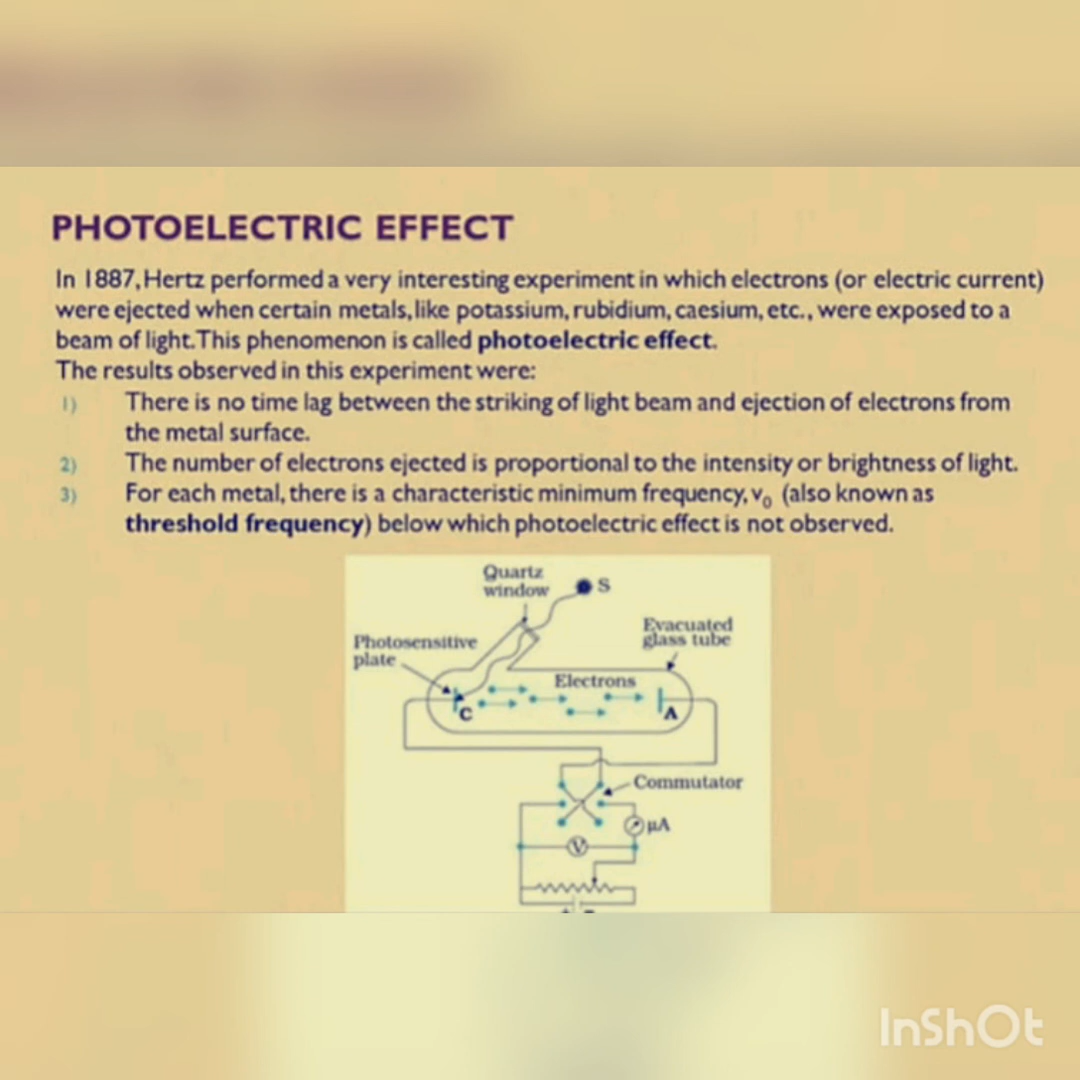 PHOTOELECTRIC EFFECT
In 1887, Hertz performed a very interesting experiment in which electrons (or electric current)
were ejected when certain metals, like potassium, rubidium, caesium, etc., were exposed to a
beam of light. This phenomenon is called photoelectric effect.
The results observed in this experiment were:
1) There is no time lag between the striking of light beam and ejection of electrons from
the metal surface.
2) The number of electrons ejected is proportional to the intensity or brightness of light.
3) For each metal, there is a characteristic minimum frequency, ν₀ (also known as
threshold frequency) below which photoelectric effect is not observed.
Quartz
window
S
Evacuated
glass tube
Photosensitive
plate
Electrons
C
A
Commutator
μA
V
InShOt